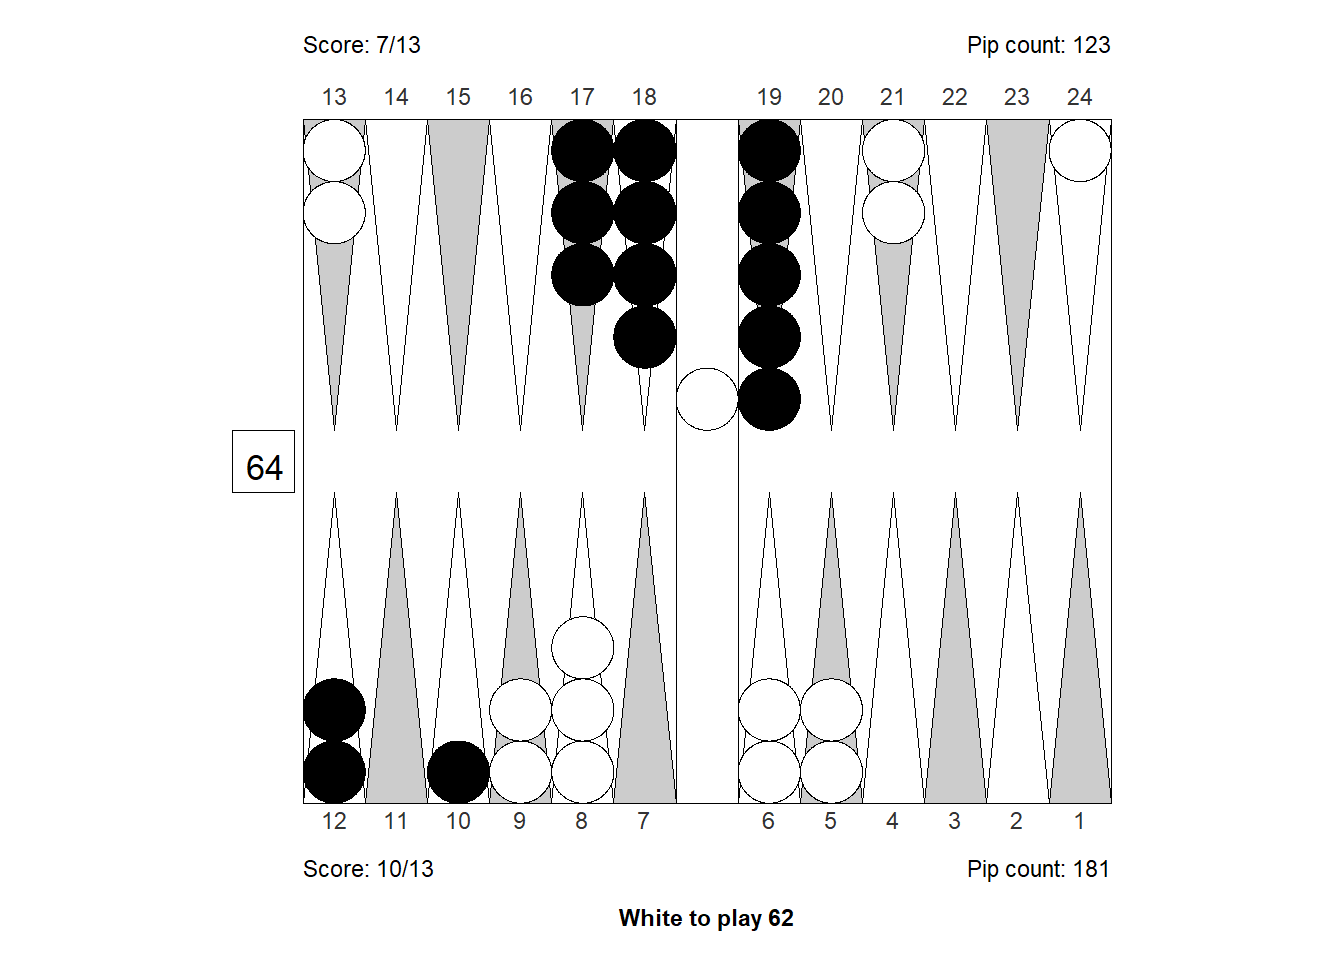 Score: 7/13 Pip count: 123
13 14 15 16 17 18 19 20 21 22 23 24
64
12 11 10 9 8 7 6 5 4 3 2 1
Score: 10/13 Pip count: 181
White to play 62